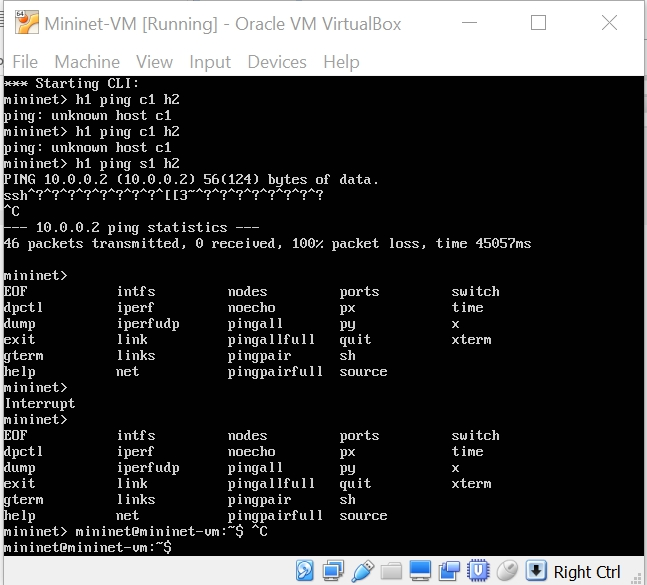 Mininet-VM [Running] - Oracle VM VirtualBox
File Machine View Input Devices Help
*** Starting CLI:
mininet> h1 ping c1 h2
ping: unknown host c1
mininet> h1 ping c1 h2
ping: unknown host c1
mininet> h1 ping s1 h2
PING 10.0.0.2 (10.0.0.2) 56(124) bytes of data.
ssh^?^?^?^?^?^?^?^?^?^[[3~^?^?^?^?^?^?^?^?^?
^C
--- 10.0.0.2 ping statistics ---
46 packets transmitted, 0 received, 100% packet loss, time 45057ms
mininet>
EOF intfs nodes ports switch
dpctl iperf noecho px time
dump iperfudp pingall py x
exit link pingallfull quit xterm
gterm links pingpair sh
help net pingpairfull source
mininet>
Interrupt
mininet>
EOF intfs nodes ports switch
dpctl iperf noecho px time
dump iperfudp pingall py x
exit link pingallfull quit xterm
gterm links pingpair sh
help net pingpairfull source
mininet> mininet@mininet-vm:~$ ^C
mininet@mininet-vm:~$
Right Ctrl